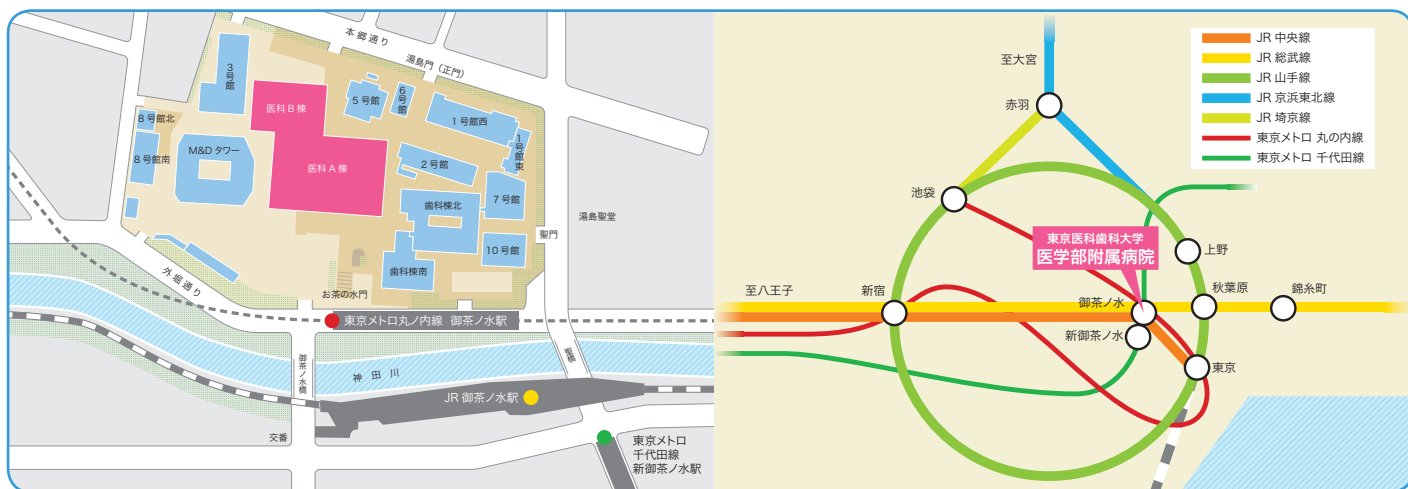 本郷通り
湯島門（正門）
3号館
医科B棟
5号館
6号館
1号館西
1号館東
8号館北
8号館南
M&Dタワー
医科A棟
2号館
歯科棟北
7号館
湯島聖堂
聖門
10号館
歯科棟南
外堀通り
お茶の水門
東京メトロ丸ノ内線 御茶ノ水駅
御茶ノ水橋
神田川
聖橋
JR 御茶ノ水駅
交番
東京メトロ
千代田線
新御茶ノ水駅
至大宮
赤羽
池袋
東京医科歯科大学
医学部附属病院
上野
至八王子
新宿
御茶ノ水
秋葉原
錦糸町
新御茶ノ水
東京
JR 中央線
JR 総武線
JR 山手線
JR 京浜東北線
JR 埼京線
東京メトロ 丸の内線
東京メトロ 千代田線